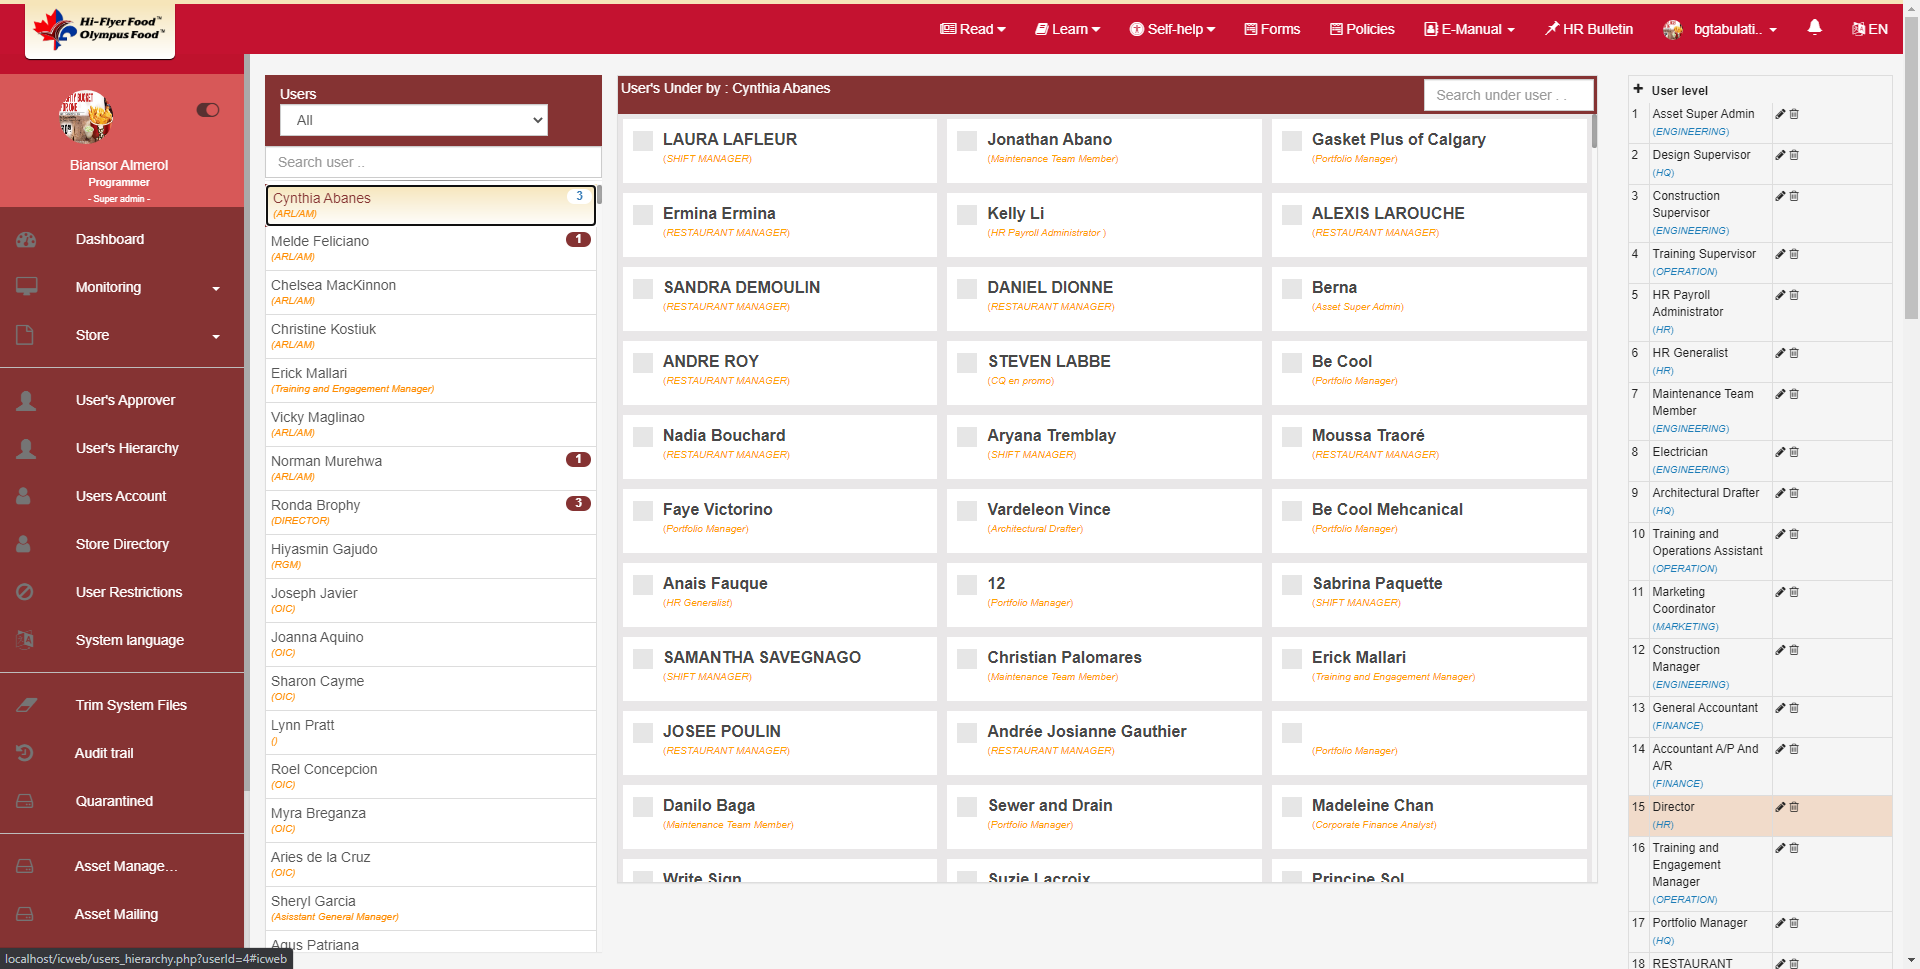 Hi-Flyer Food™
Olympus Food™
Read
Learn
Self-help
Forms
Policies
E-Manual
HR Bulletin
bgtabulati..
EN
Biansor Almerol
Programmer
- Super admin -
Dashboard
Monitoring
Store
User's Approver
User's Hierarchy
Users Account
Store Directory
User Restrictions
System language
Trim System Files
Audit trail
Quarantined
Asset Manage...
Asset Mailing
localhost/icweb/users_hierarchy.php?userId=4#icweb
Users
All
Search user ..
Cynthia Abanes 3
(ARL/AM)
Melde Feliciano 1
(ARL/AM)
Chelsea MacKinnon
(ARL/AM)
Christine Kostiuk
(ARL/AM)
Erick Mallari
(Training and Engagement Manager)
Vicky Maglinao
(ARL/AM)
Norman Murehwa 1
(ARL/AM)
Ronda Brophy 3
(DIRECTOR)
Hiyasmin Gajudo
(RGM)
Joseph Javier
(OIC)
Joanna Aquino
(OIC)
Sharon Cayme
(OIC)
Lynn Pratt
()
Roel Concepcion
(OIC)
Myra Breganza
(OIC)
Aries de la Cruz
(OIC)
Sheryl Garcia
(Asisstant General Manager)
Agus Patriana
User's Under by : Cynthia Abanes
Search under user . .
LAURA LAFLEUR
(SHIFT MANAGER)
Jonathan Abano
(Maintenance Team Member)
Gasket Plus of Calgary
(Portfolio Manager)
Ermina Ermina
(RESTAURANT MANAGER)
Kelly Li
(HR Payroll Administrator )
ALEXIS LAROUCHE
(RESTAURANT MANAGER)
SANDRA DEMOULIN
(RESTAURANT MANAGER)
DANIEL DIONNE
(RESTAURANT MANAGER)
Berna
(Asset Super Admin)
ANDRE ROY
(RESTAURANT MANAGER)
STEVEN LABBE
(CQ en promo)
Be Cool
(Portfolio Manager)
Nadia Bouchard
(RESTAURANT MANAGER)
Aryana Tremblay
(SHIFT MANAGER)
Moussa Traoré
(RESTAURANT MANAGER)
Faye Victorino
(Portfolio Manager)
Vardeleon Vince
(Architectural Drafter)
Be Cool Mehcanical
(Portfolio Manager)
Anais Fauque
(HR Generalist)
12
(Portfolio Manager)
Sabrina Paquette
(SHIFT MANAGER)
SAMANTHA SAVEGNAGO
(SHIFT MANAGER)
Christian Palomares
(Maintenance Team Member)
Erick Mallari
(Training and Engagement Manager)
JOSEE POULIN
(RESTAURANT MANAGER)
Andrée Josianne Gauthier
(RESTAURANT MANAGER)
(Portfolio Manager)
Danilo Baga
(Maintenance Team Member)
Sewer and Drain
(Portfolio Manager)
Madeleine Chan
(Corporate Finance Analyst)
Write Sign
Suzie Lacroix
Principe Sol
+ User level
1 Asset Super Admin
(ENGINEERING)
2 Design Supervisor
(HQ)
3 Construction
Supervisor
(ENGINEERING)
4 Training Supervisor
(OPERATION)
5 HR Payroll
Administrator
(HR)
6 HR Generalist
(HR)
7 Maintenance Team
Member
(ENGINEERING)
8 Electrician
(ENGINEERING)
9 Architectural Drafter
(HQ)
10 Training and
Operations Assistant
(OPERATION)
11 Marketing
Coordinator
(MARKETING)
12 Construction
Manager
(ENGINEERING)
13 General Accountant
(FINANCE)
14 Accountant A/P And
A/R
(FINANCE)
15 Director
(HR)
16 Training and
Engagement
Manager
(OPERATION)
17 Portfolio Manager
(HQ)
18 RESTAURANT